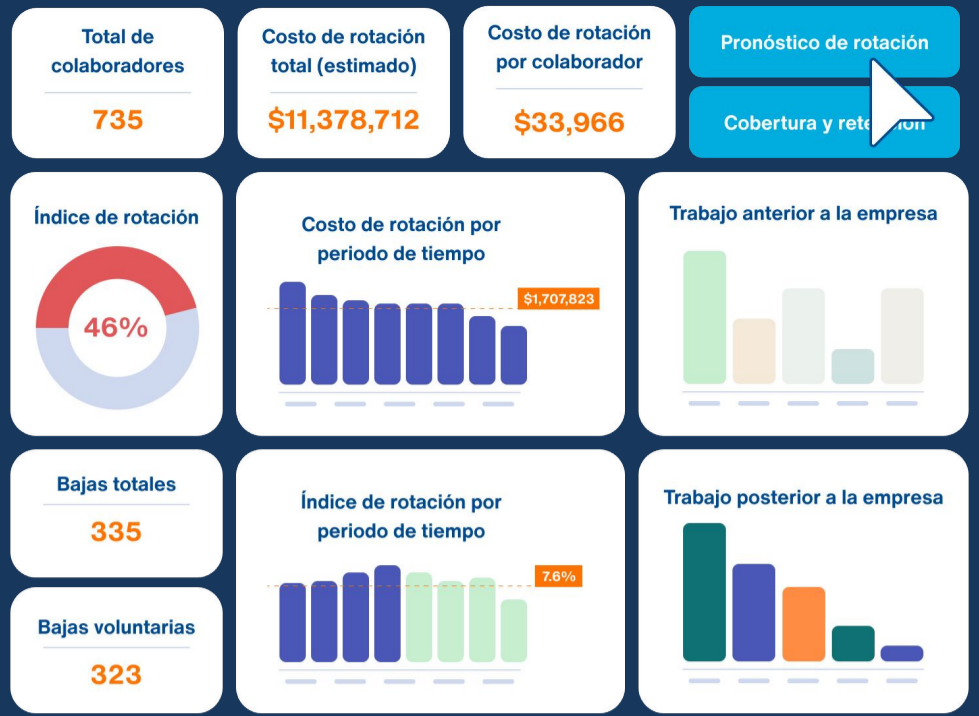 Total de
colaboradores
735
Costo de rotación
total (estimado)
$11,378,712
Costo de rotación
por colaborador
$33,966
Pronóstico de rotación
Cobertura y
Índice de rotación
46%
Costo de rotación por
periodo de tiempo
$1,707,823
Trabajo anterior a la empresa
Bajas totales
335
Índice de rotación por
periodo de tiempo
7.6%
Trabajo posterior a la empresa
Bajas voluntarias
323